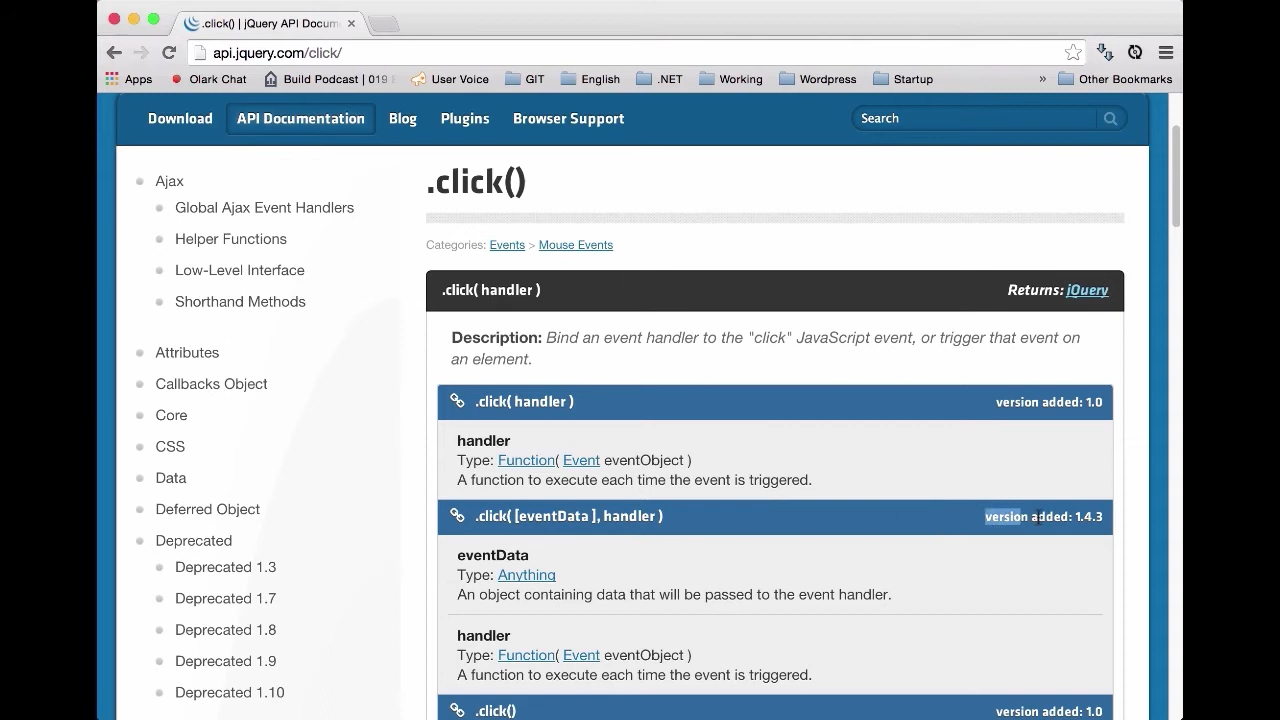 .click() | jQuery API Docum
api.jquery.com/click/
Apps Olark Chat Build Podcast | 019 User Voice GIT English .NET Working Wordpress Startup » Other Bookmarks
Download API Documentation Blog Plugins Browser Support Search
Ajax
Global Ajax Event Handlers
Helper Functions
Low-Level Interface
Shorthand Methods
Attributes
Callbacks Object
Core
CSS
Data
Deferred Object
Deprecated
Deprecated 1.3
Deprecated 1.7
Deprecated 1.8
Deprecated 1.9
Deprecated 1.10
.click()
Categories: Events > Mouse Events
.click( handler ) Returns: jQuery
Description: Bind an event handler to the "click" JavaScript event, or trigger that event on
an element.
.click( handler ) version added: 1.0
handler
Type: Function( Event eventObject )
A function to execute each time the event is triggered.
.click( [eventData ], handler ) version added: 1.4.3
eventData
Type: Anything
An object containing data that will be passed to the event handler.
handler
Type: Function( Event eventObject )
A function to execute each time the event is triggered.
.click() version added: 1.0